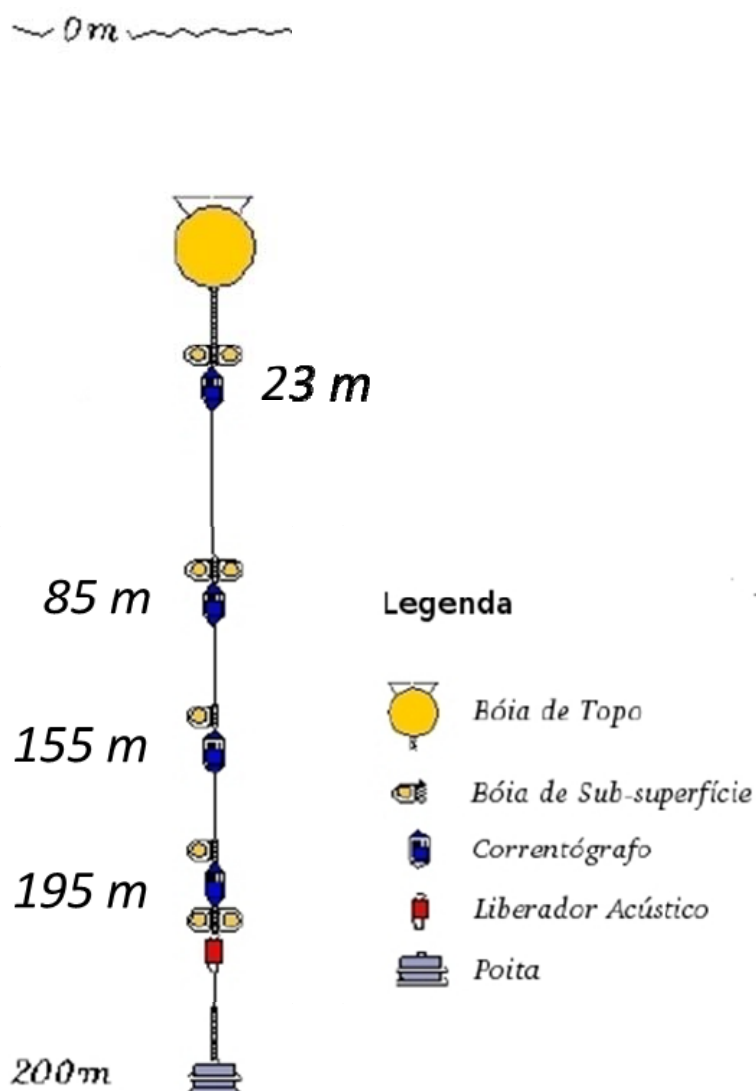 0m
23 m
85 m
155 m
195 m
200m
Legenda
Bóia de Topo
Bóia de Sub-superfície
Correntógrafo
Liberador Acústico
Poita